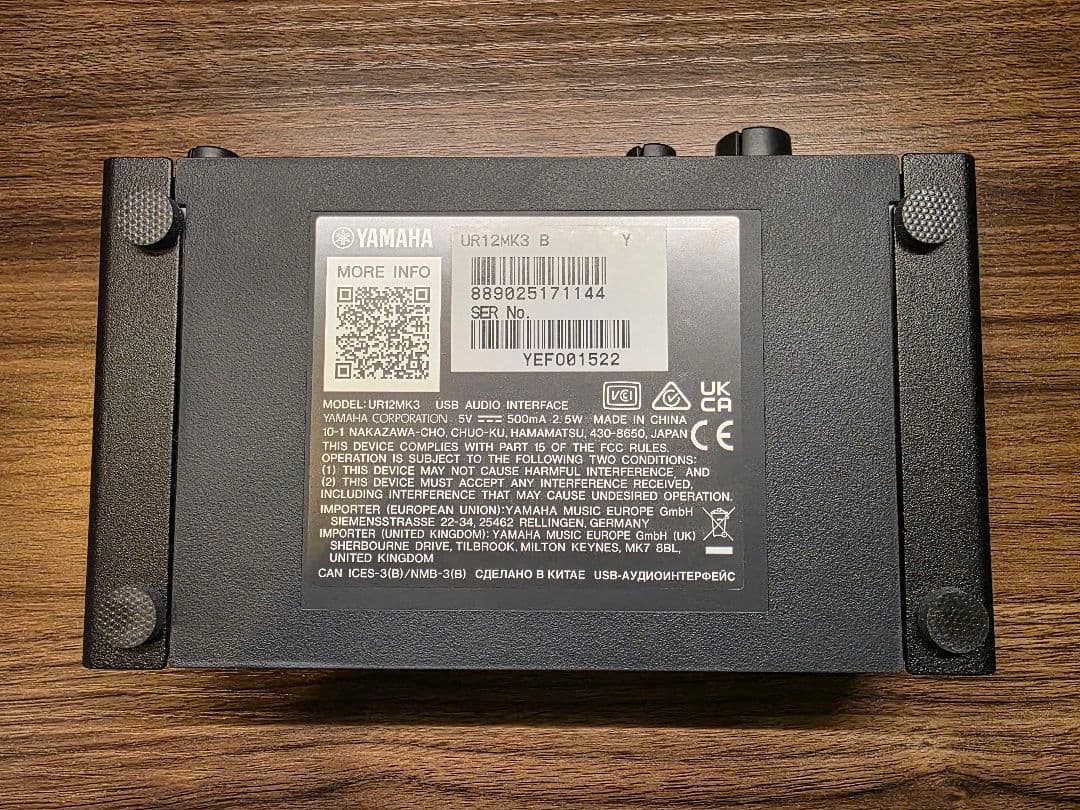 YAMAHA
UR12MK3 B Y
MORE INFO
889025171144
SER No.
YEFO01522
VCI
UK
CA
MODEL:UR12MK3 USB AUDIO INTERFACE
YAMAHA CORPORATION 5V 500mA 2.5W MADE IN CHINA
10-1 NAKAZAWA-CHO, CHUO-KU, HAMAMATSU, 430-8650, JAPAN
CE
THIS DEVICE COMPLIES WITH PART 15 OF THE FCC RULES.
OPERATION IS SUBJECT TO THE FOLLOWING TWO CONDITIONS:
(1) THIS DEVICE MAY NOT CAUSE HARMFUL INTERFERENCE, AND
(2) THIS DEVICE MUST ACCEPT ANY INTERFERENCE RECEIVED,
INCLUDING INTERFERENCE THAT MAY CAUSE UNDESIRED OPERATION.
IMPORTER (EUROPEAN UNION):YAMAHA MUSIC EUROPE GmbH
SIEMENSSTRASSE 22-34, 25462 RELLINGEN, GERMANY
IMPORTER (UNITED KINGDOM): YAMAHA MUSIC EUROPE GmbH (UK)
SHERBOURNE DRIVE, TILBROOK, MILTON KEYNES, MK7 8BL,
UNITED KINGDOM
CAN ICES-3(B)/NMB-3(B) СДЕЛАНО В КИТАЕ USB-АУДИОИНТЕРФЕЙС